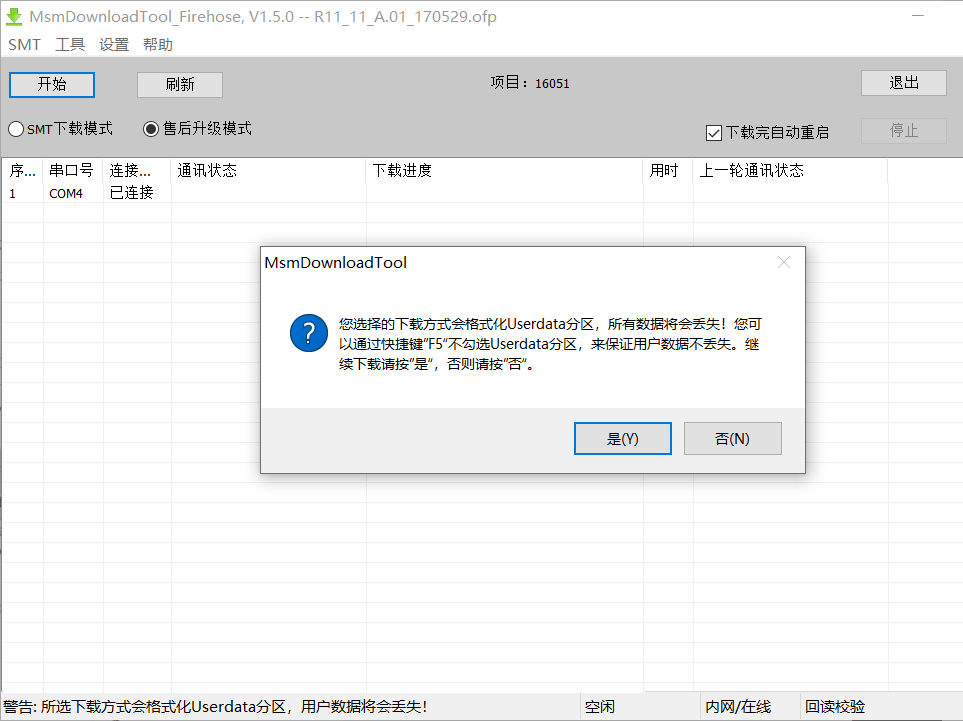 MsmDownloadTool_Firehose, V1.5.0 -- R11_11_A.01_170529.ofp
SMT 工具 设置 帮助
开始 刷新 项目：16051 退出
SMT下载模式 售后升级模式 下载完自动重启 停止
序... 串口号 连接... 通讯状态 下载进度 用时 上一轮通讯状态
1 COM4 已连接
MsmDownloadTool
您选择的下载方式会格式化Userdata分区，所有数据将会丢失！您可
以通过快捷键”F5“不勾选Userdata分区，来保证用户数据不丢失。继
续下载请按”是“，否则请按”否“。
是(Y) 否(N)
警告: 所选下载方式会格式化Userdata分区，用户数据将会丢失！ 空闲 内网/在线 回读校验